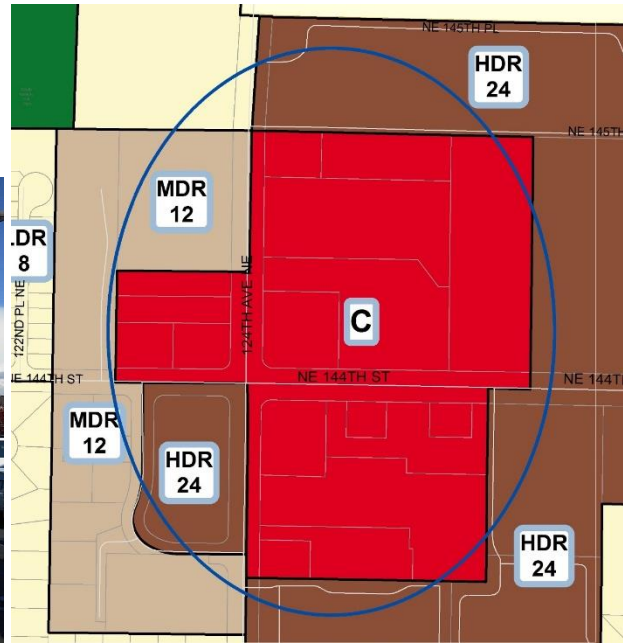 NE 145TH PL
HDR
24
NE 145TH
MDR
12
LDR
8
122ND PL NE
124TH AVE NE
C
NE 144TH ST
NE 144TH ST
NE 144TH
MDR
12
HDR
24
HDR
24